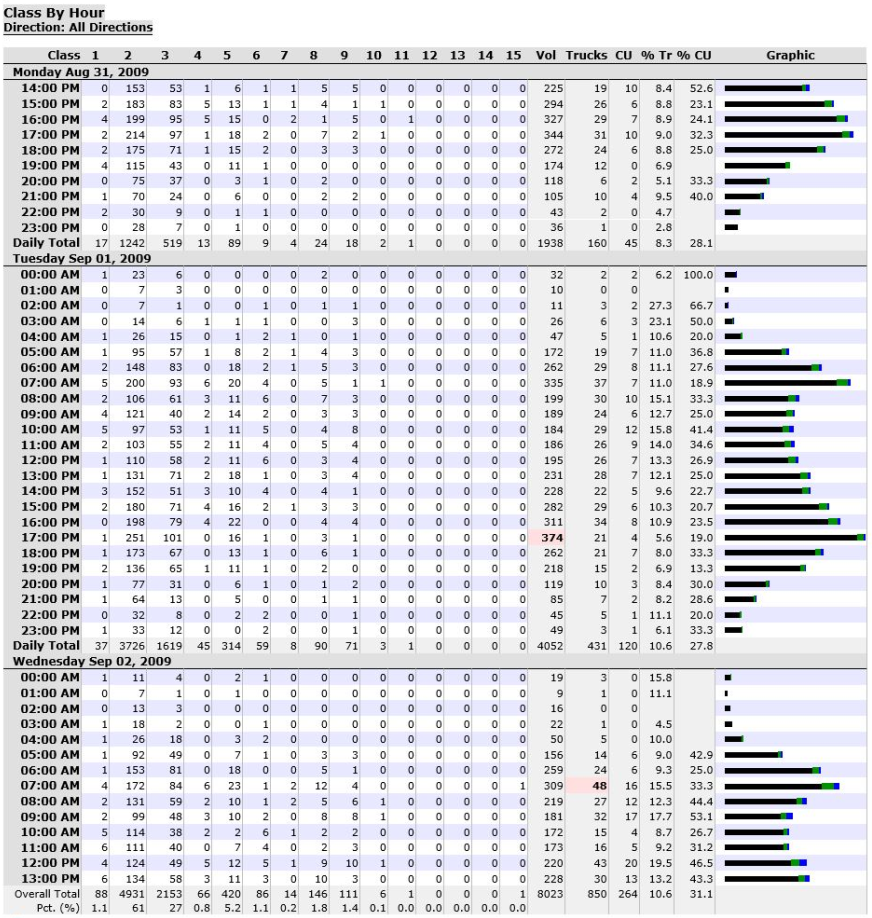 Class By Hour
Direction: All Directions
Class 1 2 3 4 5 6 7 8 9 10 11 12 13 14 15 Vol Trucks CU % Tr % CU Graphic
Monday Aug 31, 2009
14:00 PM 0 153 53 1 6 1 1 5 5 0 0 0 0 0 0 225 19 10 8.4 52.6
15:00 PM 2 183 83 5 13 1 1 4 1 1 0 0 0 0 0 294 26 6 8.8 23.1
16:00 PM 4 199 95 5 15 0 2 1 5 0 1 0 0 0 0 327 29 7 8.9 24.1
17:00 PM 2 214 97 1 18 2 0 7 2 1 0 0 0 0 0 344 31 10 9.0 32.3
18:00 PM 2 175 71 1 15 2 0 3 3 0 0 0 0 0 0 272 24 6 8.8 25.0
19:00 PM 4 115 43 0 11 1 0 0 0 0 0 0 0 0 0 174 12 0 6.9
20:00 PM 0 75 37 0 3 1 0 2 0 0 0 0 0 0 0 118 6 2 5.1 33.3
21:00 PM 1 70 24 0 6 0 0 2 2 0 0 0 0 0 0 105 10 4 9.5 40.0
22:00 PM 2 30 9 0 1 1 0 0 0 0 0 0 0 0 0 43 2 0 4.7
23:00 PM 0 28 7 0 1 0 0 0 0 0 0 0 0 0 0 36 1 0 2.8
Daily Total 17 1242 519 13 89 9 4 24 18 2 1 0 0 0 0 1938 160 45 8.3 28.1
Tuesday Sep 01, 2009
00:00 AM 1 23 6 0 0 0 0 2 0 0 0 0 0 0 0 32 2 2 6.2 100.0
01:00 AM 0 7 3 0 0 0 0 0 0 0 0 0 0 0 0 10 0 0
02:00 AM 0 7 1 0 0 1 0 1 1 0 0 0 0 0 0 11 3 2 27.3 66.7
03:00 AM 0 14 6 1 1 1 0 0 3 0 0 0 0 0 0 26 6 3 23.1 50.0
04:00 AM 1 26 15 0 1 2 1 0 1 0 0 0 0 0 0 47 5 1 10.6 20.0
05:00 AM 1 95 57 1 8 2 1 4 3 0 0 0 0 0 0 172 19 7 11.0 36.8
06:00 AM 2 148 83 0 18 2 1 5 3 0 0 0 0 0 0 262 29 8 11.1 27.6
07:00 AM 5 200 93 6 20 4 0 5 1 1 0 0 0 0 0 335 37 7 11.0 18.9
08:00 AM 2 106 61 3 11 6 0 7 3 0 0 0 0 0 0 199 30 10 15.1 33.3
09:00 AM 4 121 40 2 14 2 0 3 3 0 0 0 0 0 0 189 24 6 12.7 25.0
10:00 AM 5 97 53 1 11 5 0 4 8 0 0 0 0 0 0 184 29 12 15.8 41.4
11:00 AM 2 103 55 2 11 4 0 5 4 0 0 0 0 0 0 186 26 9 14.0 34.6
12:00 PM 1 110 58 2 11 6 0 3 4 0 0 0 0 0 0 195 26 7 13.3 26.9
13:00 PM 1 131 71 2 18 1 0 3 4 0 0 0 0 0 0 231 28 7 12.1 25.0
14:00 PM 3 152 51 3 10 4 0 4 1 0 0 0 0 0 0 228 22 5 9.6 22.7
15:00 PM 2 180 71 4 16 2 1 3 3 0 0 0 0 0 0 282 29 6 10.3 20.7
16:00 PM 0 198 79 4 22 0 0 4 4 0 0 0 0 0 0 311 34 8 10.9 23.5
17:00 PM 1 251 101 0 16 1 0 3 1 0 0 0 0 0 0 374 21 4 5.6 19.0
18:00 PM 1 173 67 0 13 1 0 6 1 0 0 0 0 0 0 262 21 7 8.0 33.3
19:00 PM 2 136 65 1 11 1 0 2 0 0 0 0 0 0 0 218 15 2 6.9 13.3
20:00 PM 1 77 31 0 6 1 0 1 2 0 0 0 0 0 0 119 10 3 8.4 30.0
21:00 PM 1 64 13 0 5 0 0 1 1 0 0 0 0 0 0 85 7 2 8.2 28.6
22:00 PM 0 32 8 0 2 2 0 0 1 0 0 0 0 0 0 45 5 1 11.1 20.0
23:00 PM 1 33 12 0 0 2 0 0 1 0 0 0 0 0 0 49 3 1 6.1 33.3
Daily Total 37 3726 1619 45 314 59 8 90 71 3 1 0 0 0 0 4052 431 120 10.6 27.8
Wednesday Sep 02, 2009
00:00 AM 1 11 4 0 2 1 0 0 0 0 0 0 0 0 0 19 3 0 15.8
01:00 AM 0 7 1 0 1 0 0 0 0 0 0 0 0 0 0 9 1 0 11.1
02:00 AM 0 13 3 0 0 0 0 0 0 0 0 0 0 0 0 16 0 0
03:00 AM 1 18 2 0 0 1 0 0 0 0 0 0 0 0 0 22 1 0 4.5
04:00 AM 1 26 18 0 3 2 0 0 0 0 0 0 0 0 0 50 5 0 10.0
05:00 AM 1 92 49 0 7 1 0 3 3 0 0 0 0 0 0 156 14 6 9.0 42.9
06:00 AM 1 153 81 0 18 0 0 5 1 0 0 0 0 0 0 259 24 6 9.3 25.0
07:00 AM 4 172 84 6 23 1 2 12 4 0 0 0 0 0 1 309 48 16 15.5 33.3
08:00 AM 2 131 59 2 10 1 2 5 6 1 0 0 0 0 0 219 27 12 12.3 44.4
09:00 AM 2 99 48 3 10 2 0 8 8 1 0 0 0 0 0 181 32 17 17.7 53.1
10:00 AM 5 114 38 2 2 6 1 2 2 0 0 0 0 0 0 172 15 4 8.7 26.7
11:00 AM 6 111 40 0 7 4 0 2 3 0 0 0 0 0 0 173 16 5 9.2 31.2
12:00 PM 4 124 49 5 12 5 1 9 10 1 0 0 0 0 0 220 43 20 19.5 46.5
13:00 PM 6 134 58 3 11 3 0 10 3 0 0 0 0 0 0 228 30 13 13.2 43.3
Overall Total 88 4931 2153 66 420 86 14 146 111 6 1 0 0 0 1 8023 850 264 10.6 31.1
Pct. (%) 1.1 61 27 0.8 5.2 1.1 0.2 1.8 1.4 0.1 0.0 0.0 0.0 0.0 0.0